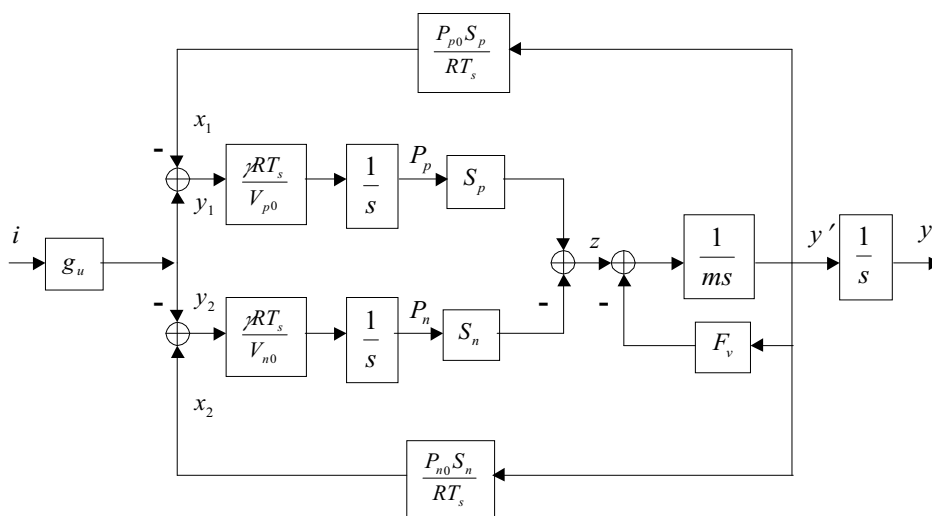 P_{p0} S_p / RT_s
x_1
-
γRT_s / V_{p0}
1 / s
P_p
S_p
y_1
i
g_u
z
1 / ms
y′
1 / s
y
-
y_2
γRT_s / V_{n0}
1 / s
P_n
S_n
-
-
F_v
x_2
P_{n0} S_n / RT_s